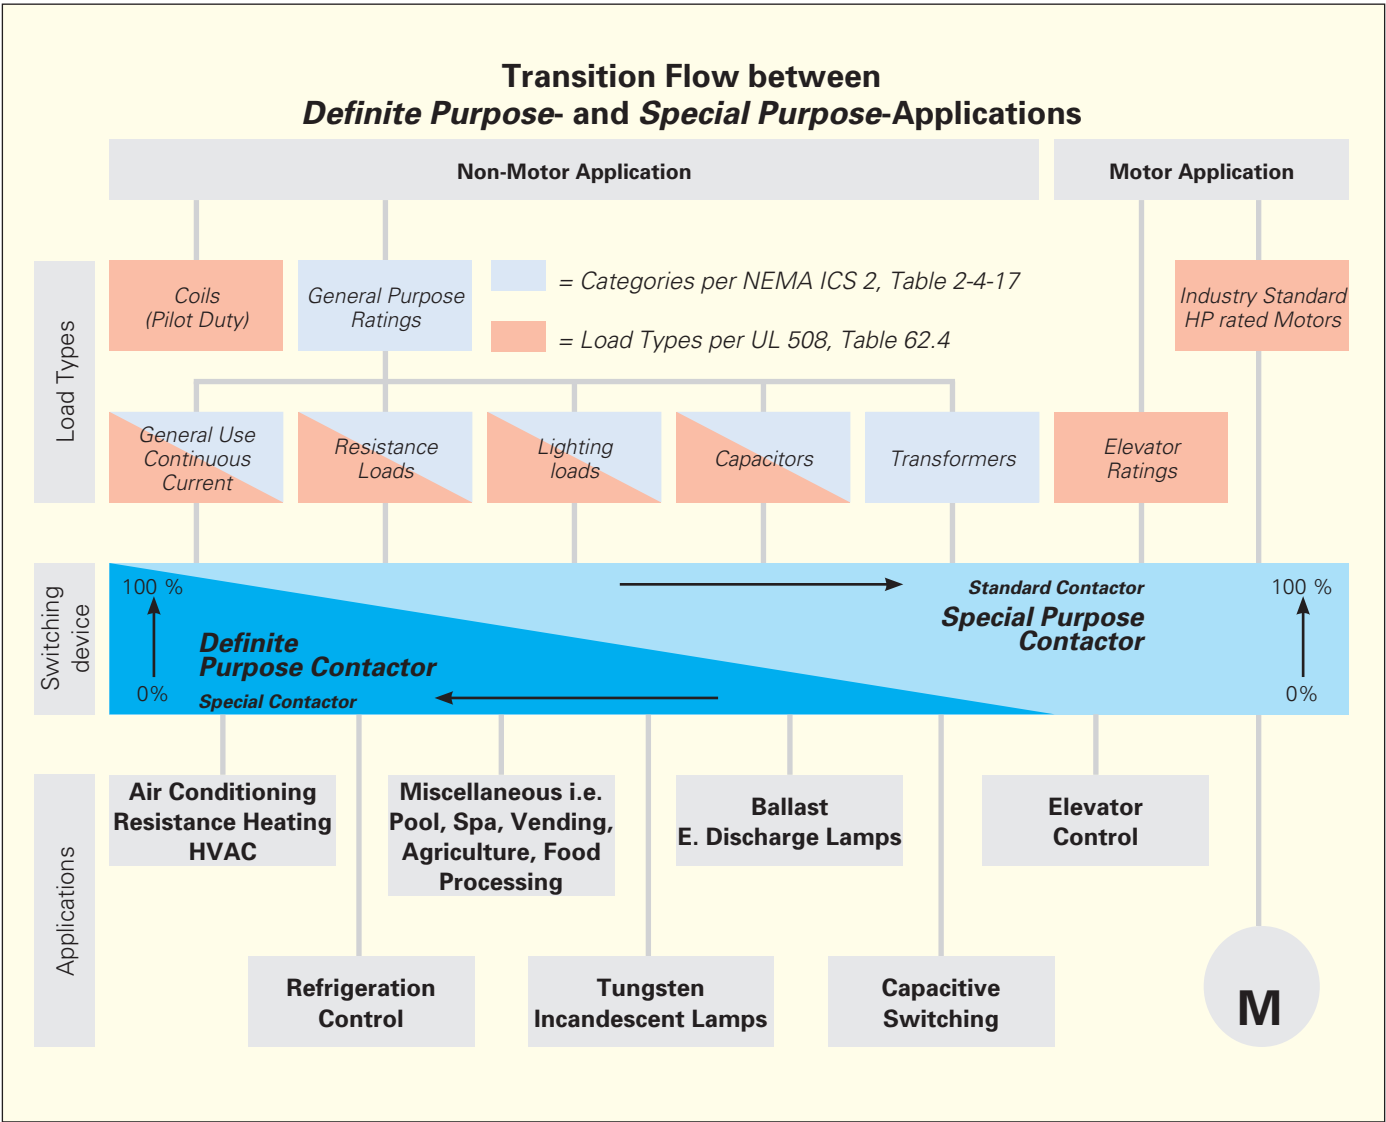 Transition Flow between
Definite Purpose- and Special Purpose-Applications
Non-Motor Application
Motor Application
Load Types
Coils
(Pilot Duty)
General Purpose
Ratings
= Categories per NEMA ICS 2, Table 2-4-17
= Load Types per UL 508, Table 62.4
Industry Standard
HP rated Motors
General Use
Continuous
Current
Resistance
Loads
Lighting
loads
Capacitors
Transformers
Elevator
Ratings
Switching
device
100 %
0%
Definite
Purpose Contactor
Special Contactor
Standard Contactor
Special Purpose
Contactor
100 %
0%
Applications
Air Conditioning
Resistance Heating
HVAC
Miscellaneous i.e.
Pool, Spa, Vending,
Agriculture, Food
Processing
Ballast
E. Discharge Lamps
Elevator
Control
Refrigeration
Control
Tungsten
Incandescent Lamps
Capacitive
Switching
M